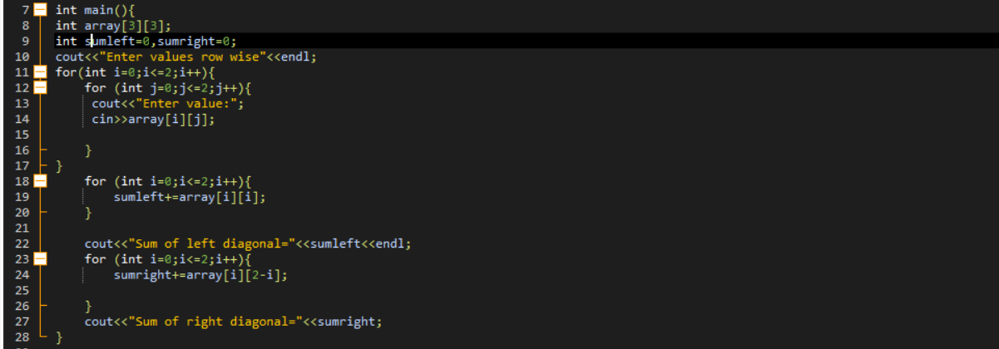 7 int main(){
8 int array[3][3];
9 int sumleft=0,sumright=0;
10 cout<<"Enter values row wise"<<endl;
11 for(int i=0;i<=2;i++){
12     for (int j=0;j<=2;j++){
13      cout<<"Enter value:";
14      cin>>array[i][j];
15
16     }
17 }
18     for (int i=0;i<=2;i++){
19         sumleft+=array[i][i];
20     }
21
22     cout<<"Sum of left diagonal="<<sumleft<<endl;
23     for (int i=0;i<=2;i++){
24         sumright+=array[i][2-i];
25
26     }
27     cout<<"Sum of right diagonal="<<sumright;
28 }